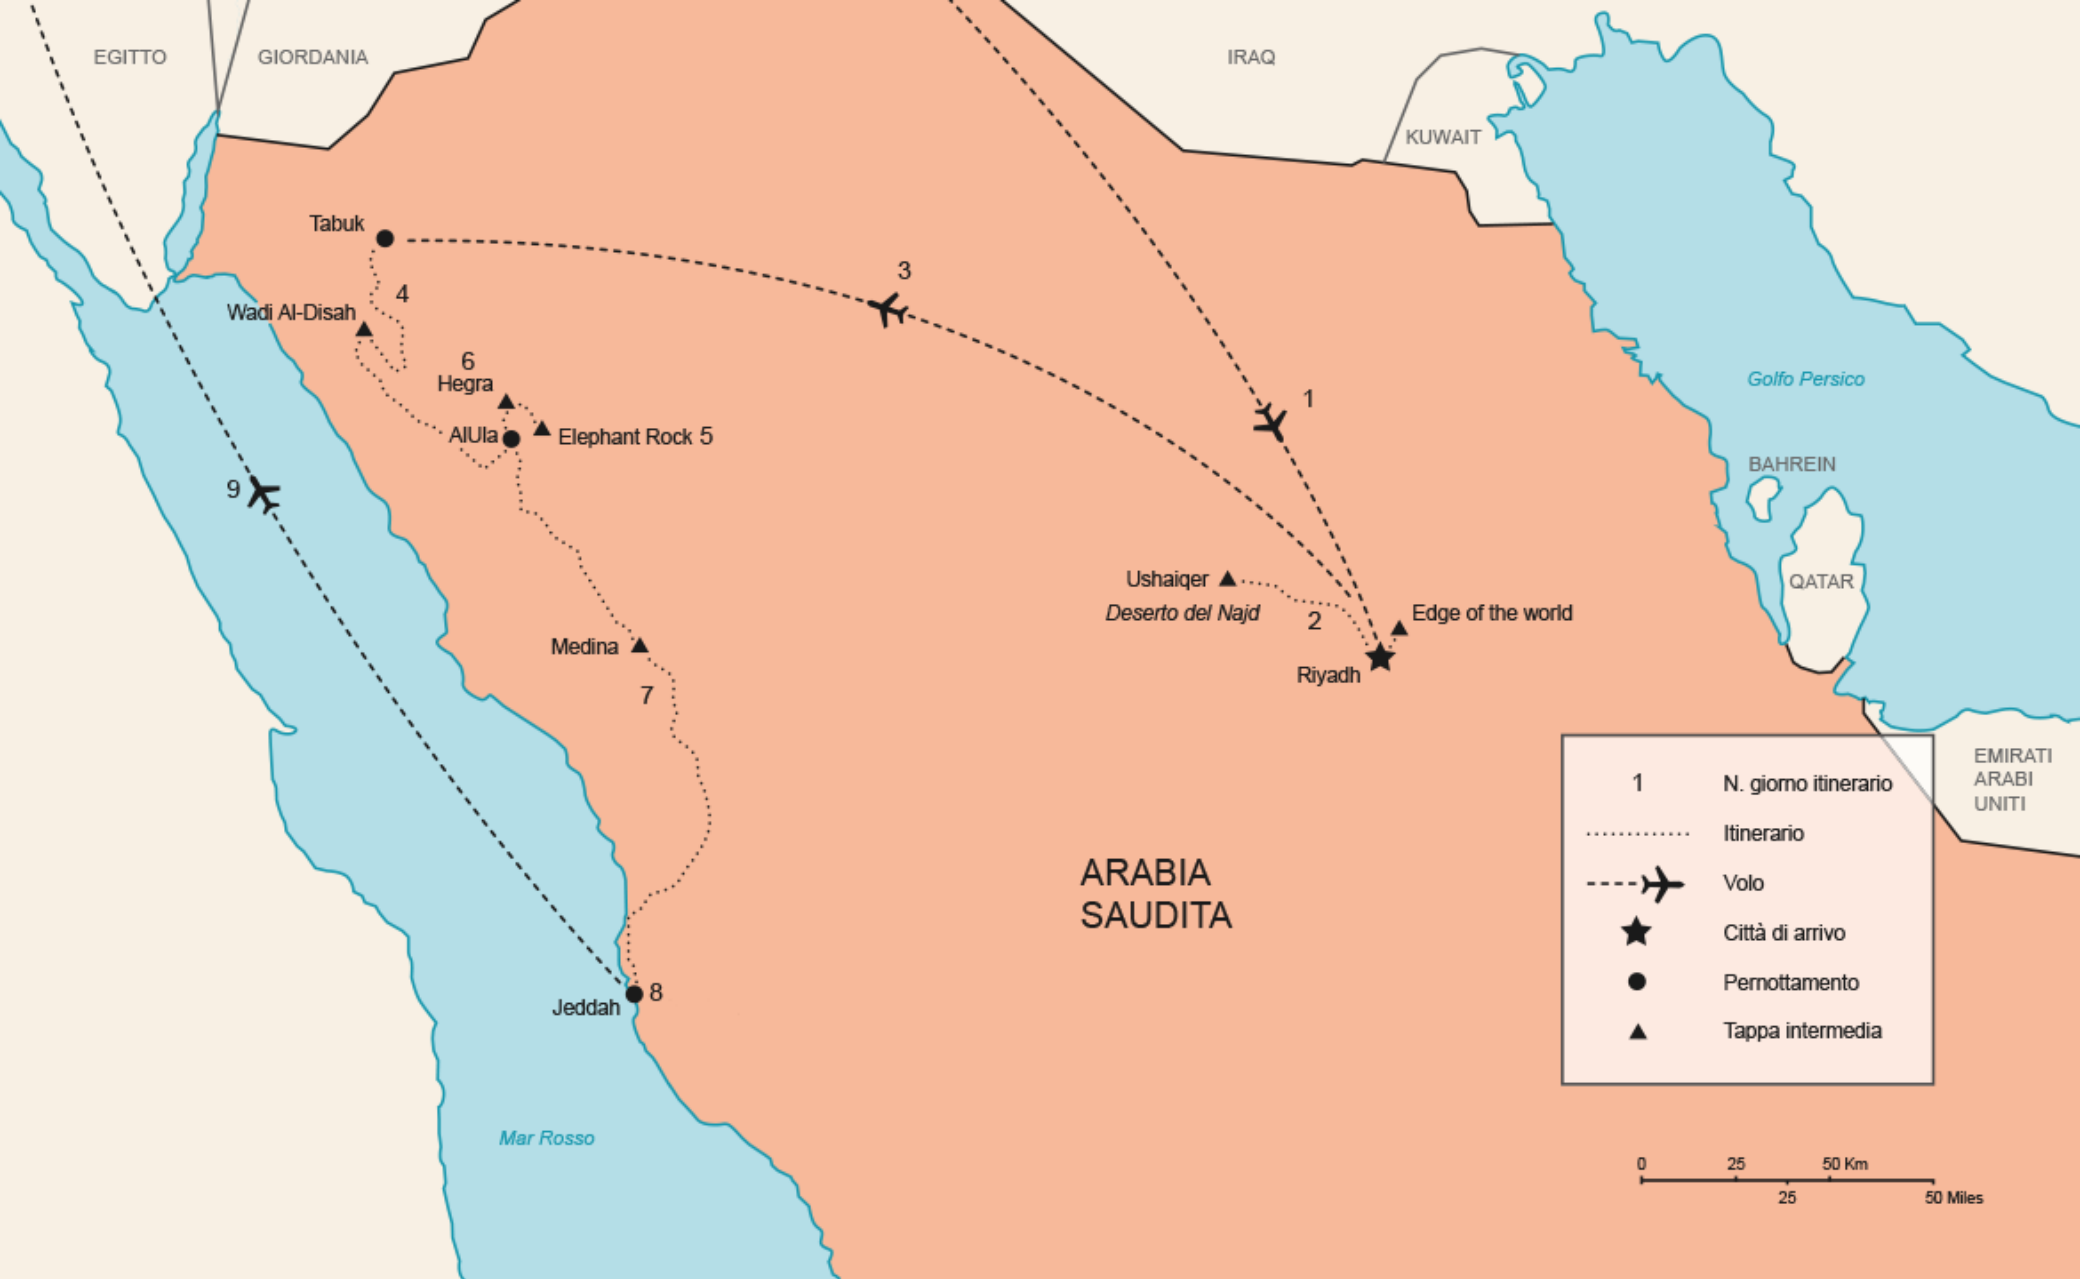 EGITTO
GIORDANIA
IRAQ
KUWAIT
Tabuk
3
4
Wadi Al-Disah
6
Hegra
1
Golfo Persico
AlUla
Elephant Rock 5
BAHREIN
9
Ushaiqer
QATAR
Deserto del Najd
2
Edge of the world
Medina
Riyadh
7
ARABIA
SAUDITA
EMIRATI
ARABI
UNITI
1 N. giorno itinerario
Itinerario
Volo
Città di arrivo
Pernottamento
Tappa intermedia
8
Jeddah
Mar Rosso
0 25 50 Km
25 50 Miles